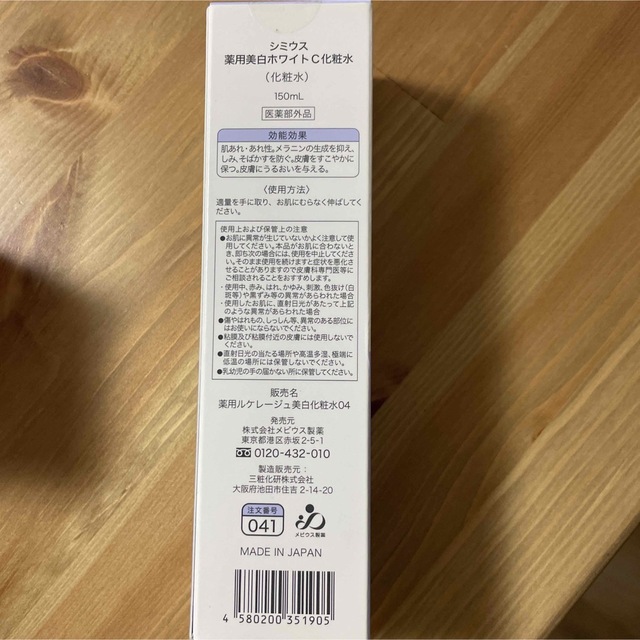 シミウス
薬用美白ホワイトC化粧水
(化粧水)
150mL
医薬部外品
効能効果
肌あれ・あれ性。メラニンの生成を抑え、
しみ、そばかすを防ぐ。皮膚をすこやかに
保つ。皮膚にうるおいを与える。
〈使用方法〉
適量を手に取り、お肌にむらなく伸ばしてく
ださい。
使用上および保管上の注意
●お肌に異常が生じていないかよく注意して使
用してください。本品がお肌に合わないと
き、即ち次の場合には、使用を中止してくださ
い。そのまま使用を続けますと症状を悪化さ
せることがありますので皮膚科専門医等に
ご相談されることをおすすめします。
・使用中、赤み、はれ、かゆみ、刺激、色抜け(白
斑等)や黒ずみ等の異常があらわれた場合
・使用したお肌に、直射日光があたって上記
のような異常があらわれた場合
●傷やはれもの、しっしん等、異常のある部位に
はお使いにならないでください。
●粘膜及び粘膜付近の皮膚には使用しないで
ください。
●直射日光の当たる場所や高温多湿、極端に
低温の場所には保管しないでください。
●乳幼児の手の届かない所に保管してください。
販売名
薬用ルケレージュ美白化粧水04
発売元
株式会社メビウス製薬
東京都港区赤坂2-5-1
0120-432-010
製造販売元:
三粧化研株式会社
大阪府池田市住吉2-14-20
注文番号
041
メビウス製薬
MADE IN JAPAN
4 580200 351905